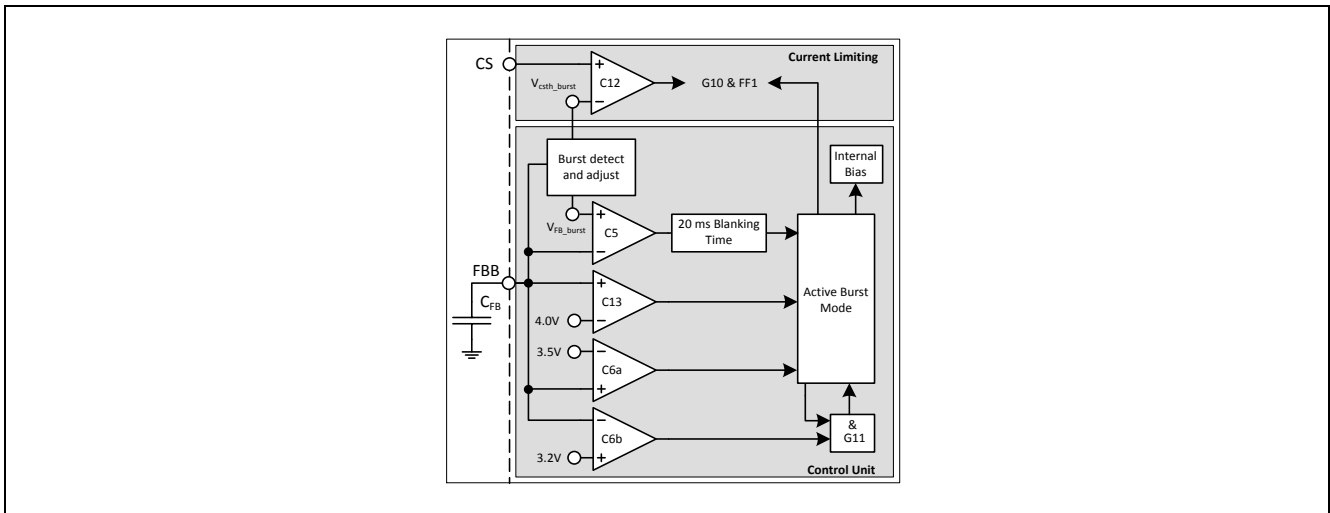 Current Limiting
CS
+
C12
−
V_csth_burst
G10 & FF1
Burst detect
and adjust
Internal
Bias
V_FB_burst
+
C5
−
20 ms Blanking
Time
FBB
C_FB
+
C13
−
4.0V
Active Burst
Mode
3.5V
−
C6a
+
−
C6b
+
3.2V
&
G11
Control Unit